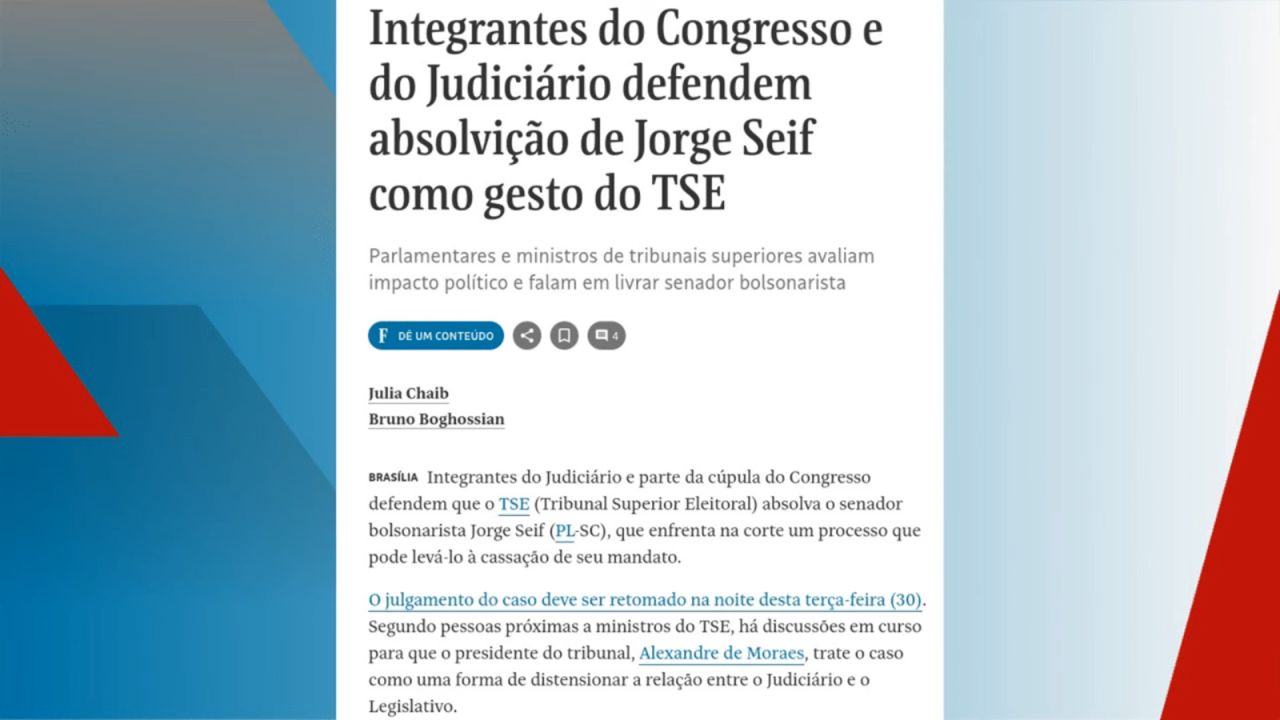 Integrantes do Congresso e
do Judiciário defendem
absolvição de Jorge Seif
como gesto do TSE
Parlamentares e ministros de tribunais superiores avaliam
impacto político e falam em livrar senador bolsonarista
F DÊ UM CONTEÚDO 4
Julia Chaib
Bruno Boghossian
BRASÍLIA Integrantes do Judiciário e parte da cúpula do Congresso
defendem que o TSE (Tribunal Superior Eleitoral) absolva o senador
bolsonarista Jorge Seif (PL-SC), que enfrenta na corte um processo que
pode levá-lo à cassação de seu mandato.
O julgamento do caso deve ser retomado na noite desta terça-feira (30).
Segundo pessoas próximas a ministros do TSE, há discussões em curso
para que o presidente do tribunal, Alexandre de Moraes, trate o caso
como uma forma de distensionar a relação entre o Judiciário e o
Legislativo.